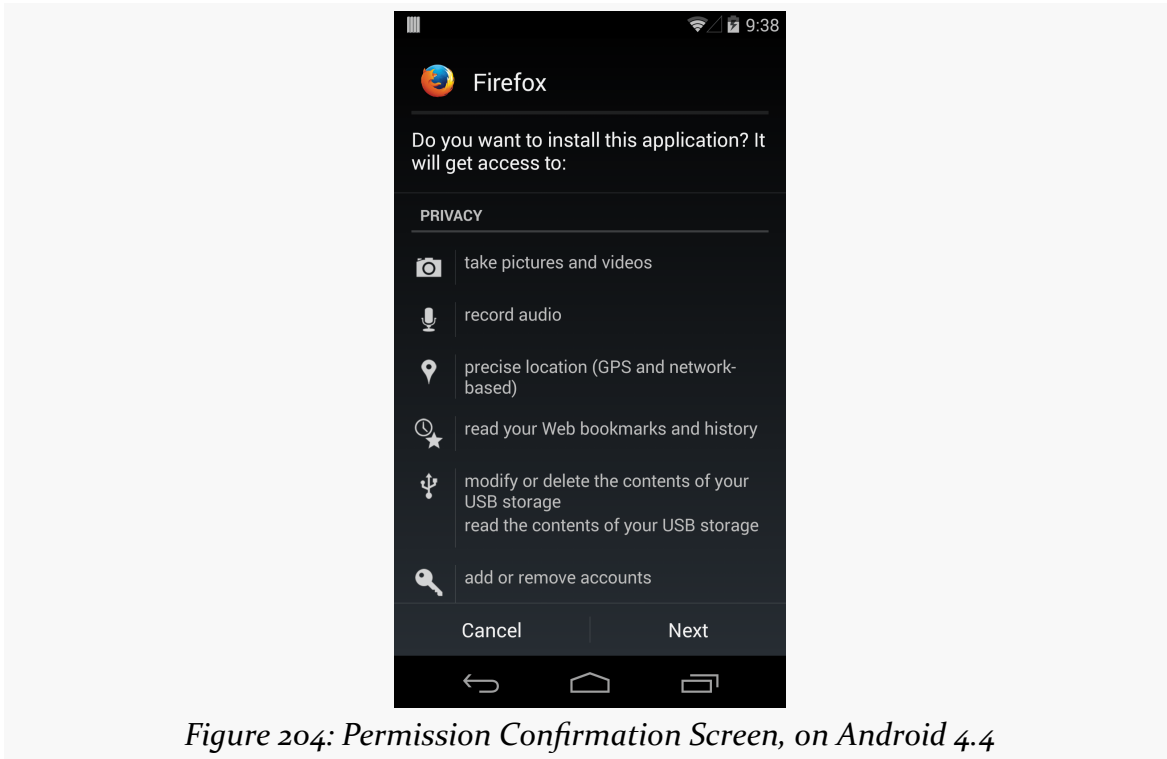 9:38
Firefox
Do you want to install this application? It
will get access to:
PRIVACY
take pictures and videos
record audio
precise location (GPS and network-
based)
read your Web bookmarks and history
modify or delete the contents of your
USB storage
read the contents of your USB storage
add or remove accounts
Cancel Next
Figure 204: Permission Confirmation Screen, on Android 4.4